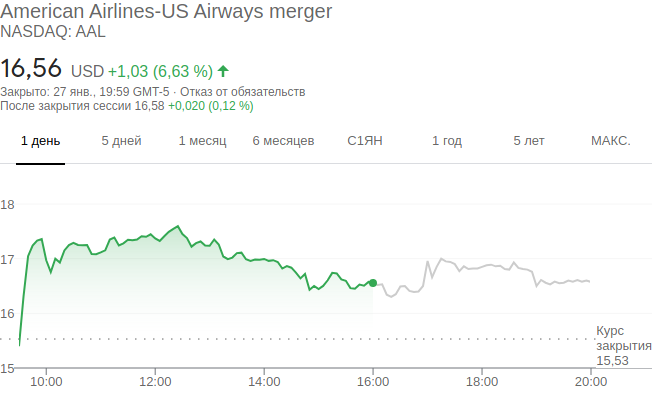 American Airlines-US Airways merger
NASDAQ: AAL
16,56 USD +1,03 (6,63 %)
Закрыто: 27 янв., 19:59 GMT-5 · Отказ от обязательств
После закрытия сессии 16,58 +0,020 (0,12 %)
1 день 5 дней 1 месяц 6 месяцев С1ЯН 1 год 5 лет МАКС.
18
17
16
Курс
закрытия
15,53
15
10:00 12:00 14:00 16:00 18:00 20:00